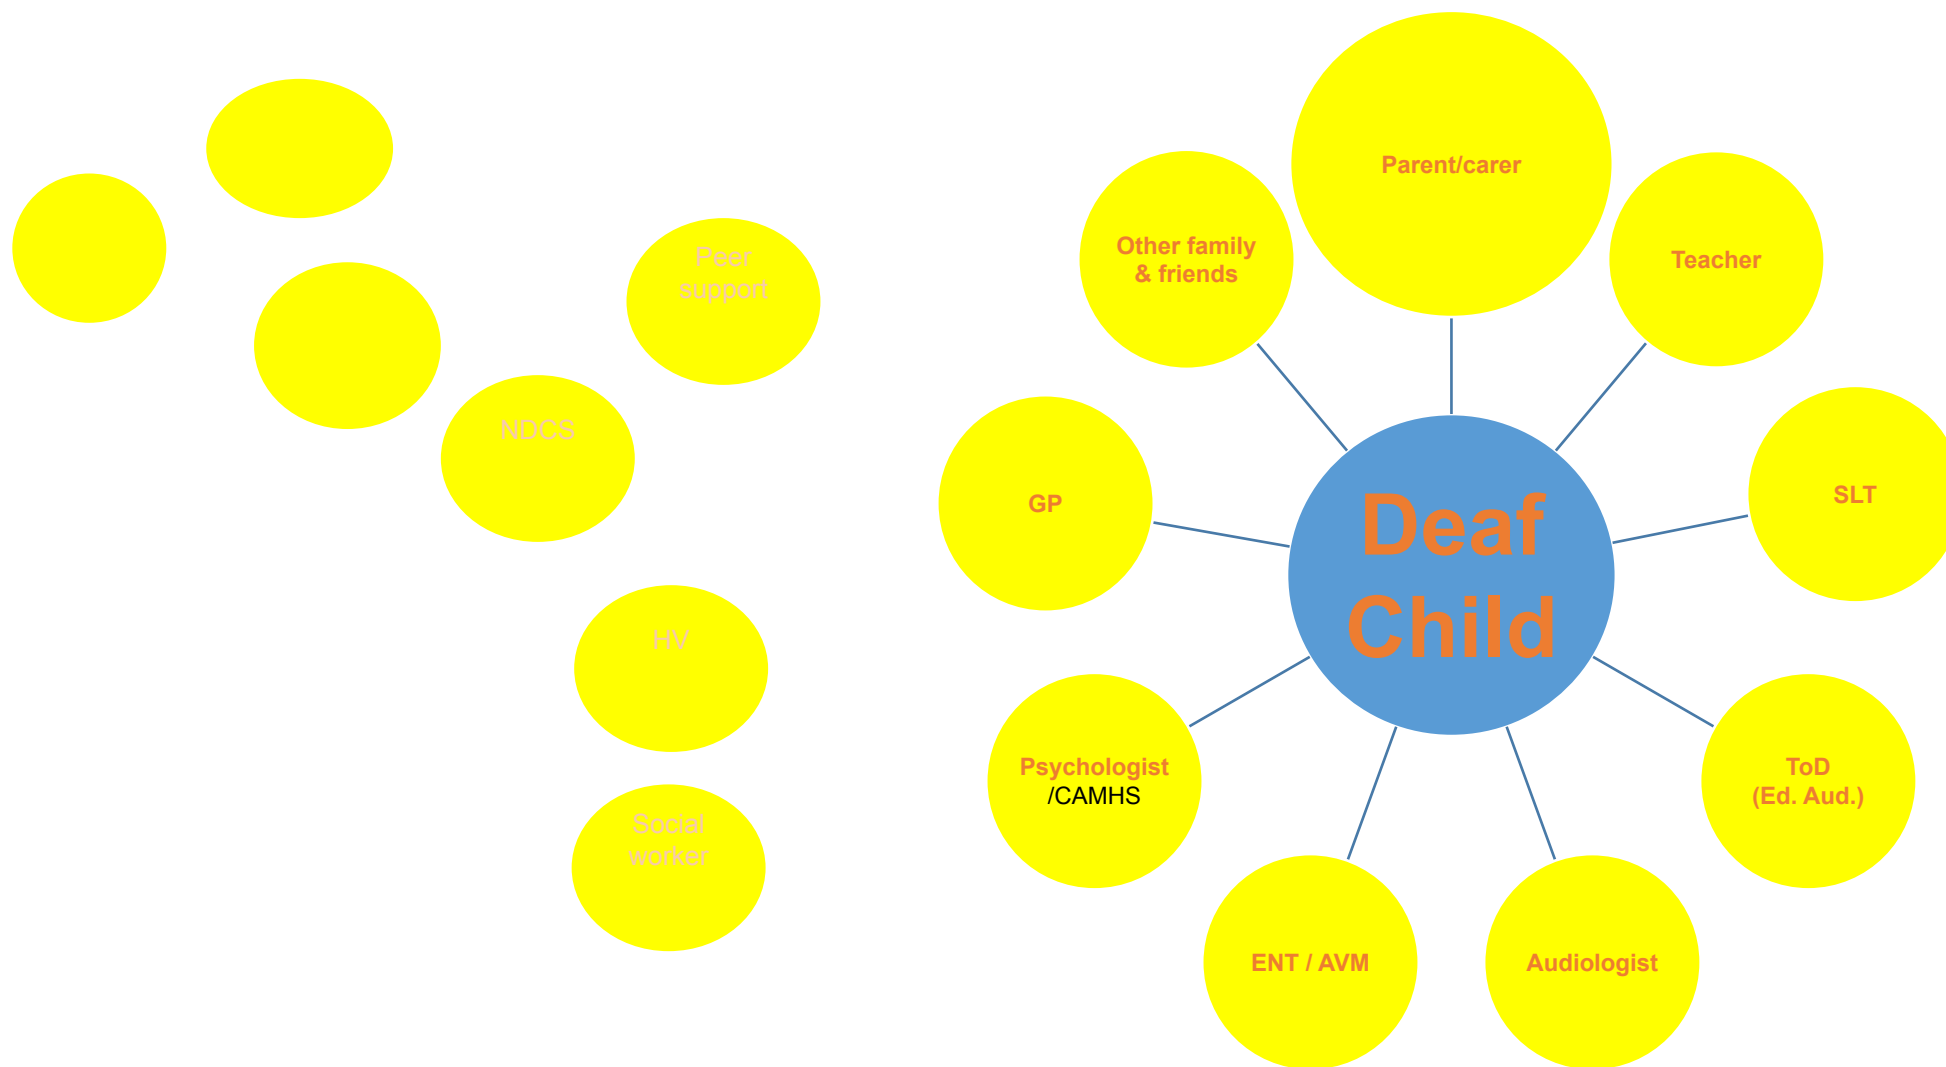 Parent/carer
Other family
& friends
Teacher
Peer
support
NDCS
GP
SLT
Deaf
Child
HV
Psychologist
/CAMHS
ToD
(Ed. Aud.)
Social
worker
ENT / AVM
Audiologist